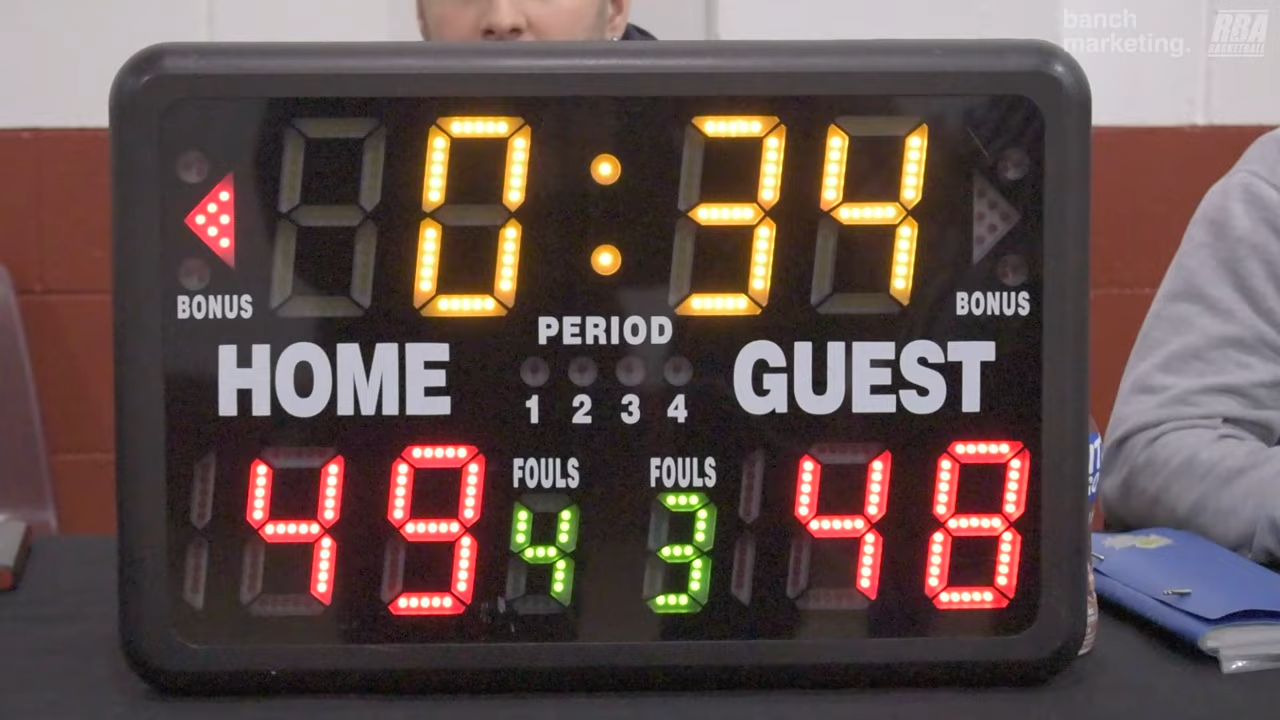 banch
marketing.
RBA
BASKETBALL
0:34
BONUS
BONUS
PERIOD
HOME
GUEST
1 2 3 4
FOULS
FOULS
49
4
3
48